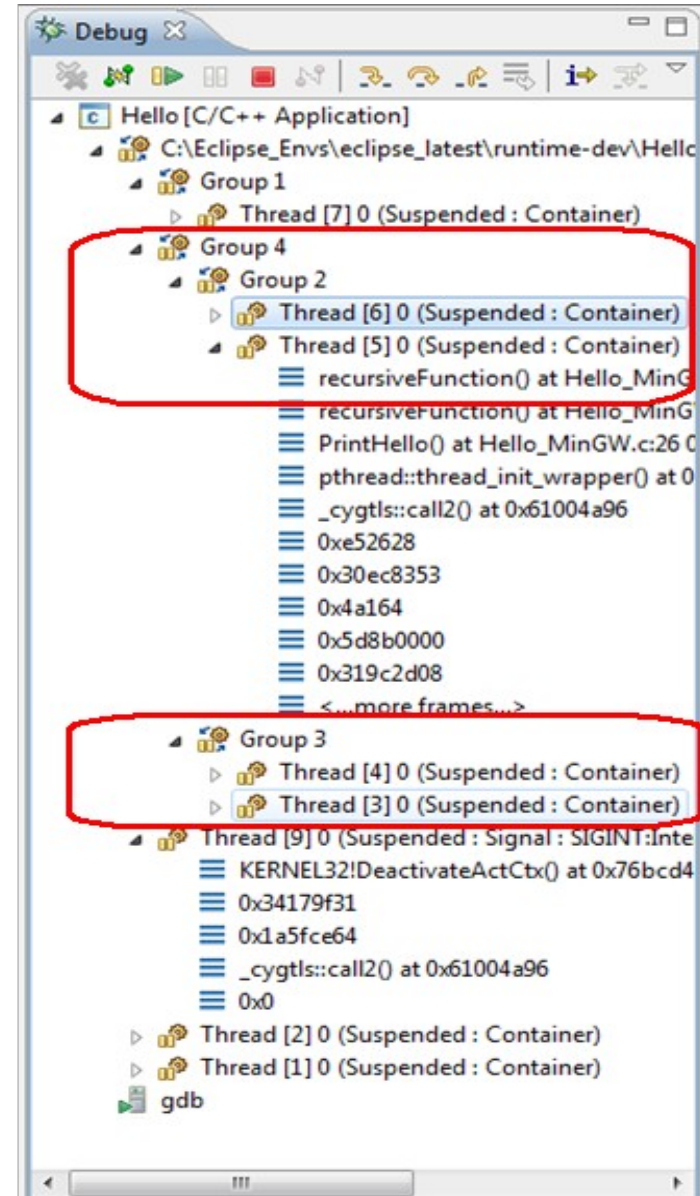 Debug
Hello [C/C++ Application]
C:\Eclipse_Envs\eclipse_latest\runtime-dev\Hello
Group 1
Thread [7] 0 (Suspended : Container)
Group 4
Group 2
Thread [6] 0 (Suspended : Container)
Thread [5] 0 (Suspended : Container)
recursiveFunction() at Hello_MinG
recursiveFunction() at Hello_MinG
PrintHello() at Hello_MinGW.c:26 0
pthread::thread_init_wrapper() at 0
_cygtls::call2() at 0x61004a96
0xe52628
0x30ec8353
0x4a164
0x5d8b0000
0x319c2d08
<...more frames...>
Group 3
Thread [4] 0 (Suspended : Container)
Thread [3] 0 (Suspended : Container)
Thread [9] 0 (Suspended : Signal : SIGINT:Inte
KERNEL32!DeactivateActCtx() at 0x76bcd4
0x34179f31
0x1a5fce64
_cygtls::call2() at 0x61004a96
0x0
Thread [2] 0 (Suspended : Container)
Thread [1] 0 (Suspended : Container)
gdb